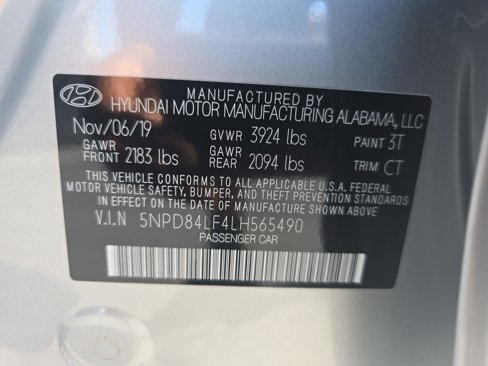 MANUFACTURED BY
HYUNDAI MOTOR MANUFACTURING ALABAMA, LLC
Nov/06/19 GVWR 3924 lbs PAINT 3T
GAWR FRONT 2183 lbs GAWR REAR 2094 lbs TRIM CT
THIS VEHICLE CONFORMS TO ALL APPLICABLE U.S.A. FEDERAL
MOTOR VEHICLE SAFETY, BUMPER, AND THEFT PREVENTION STANDARDS
IN EFFECT ON THE DATE OF MANUFACTURE SHOWN ABOVE.
V.I.N 5NPD84LF4LH565490
PASSENGER CAR